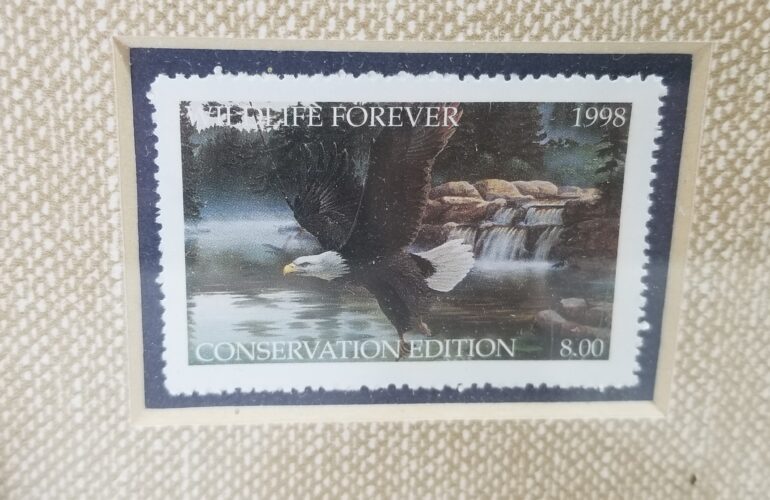 WILDLIFE FOREVER 1998
CONSERVATION EDITION 8.00